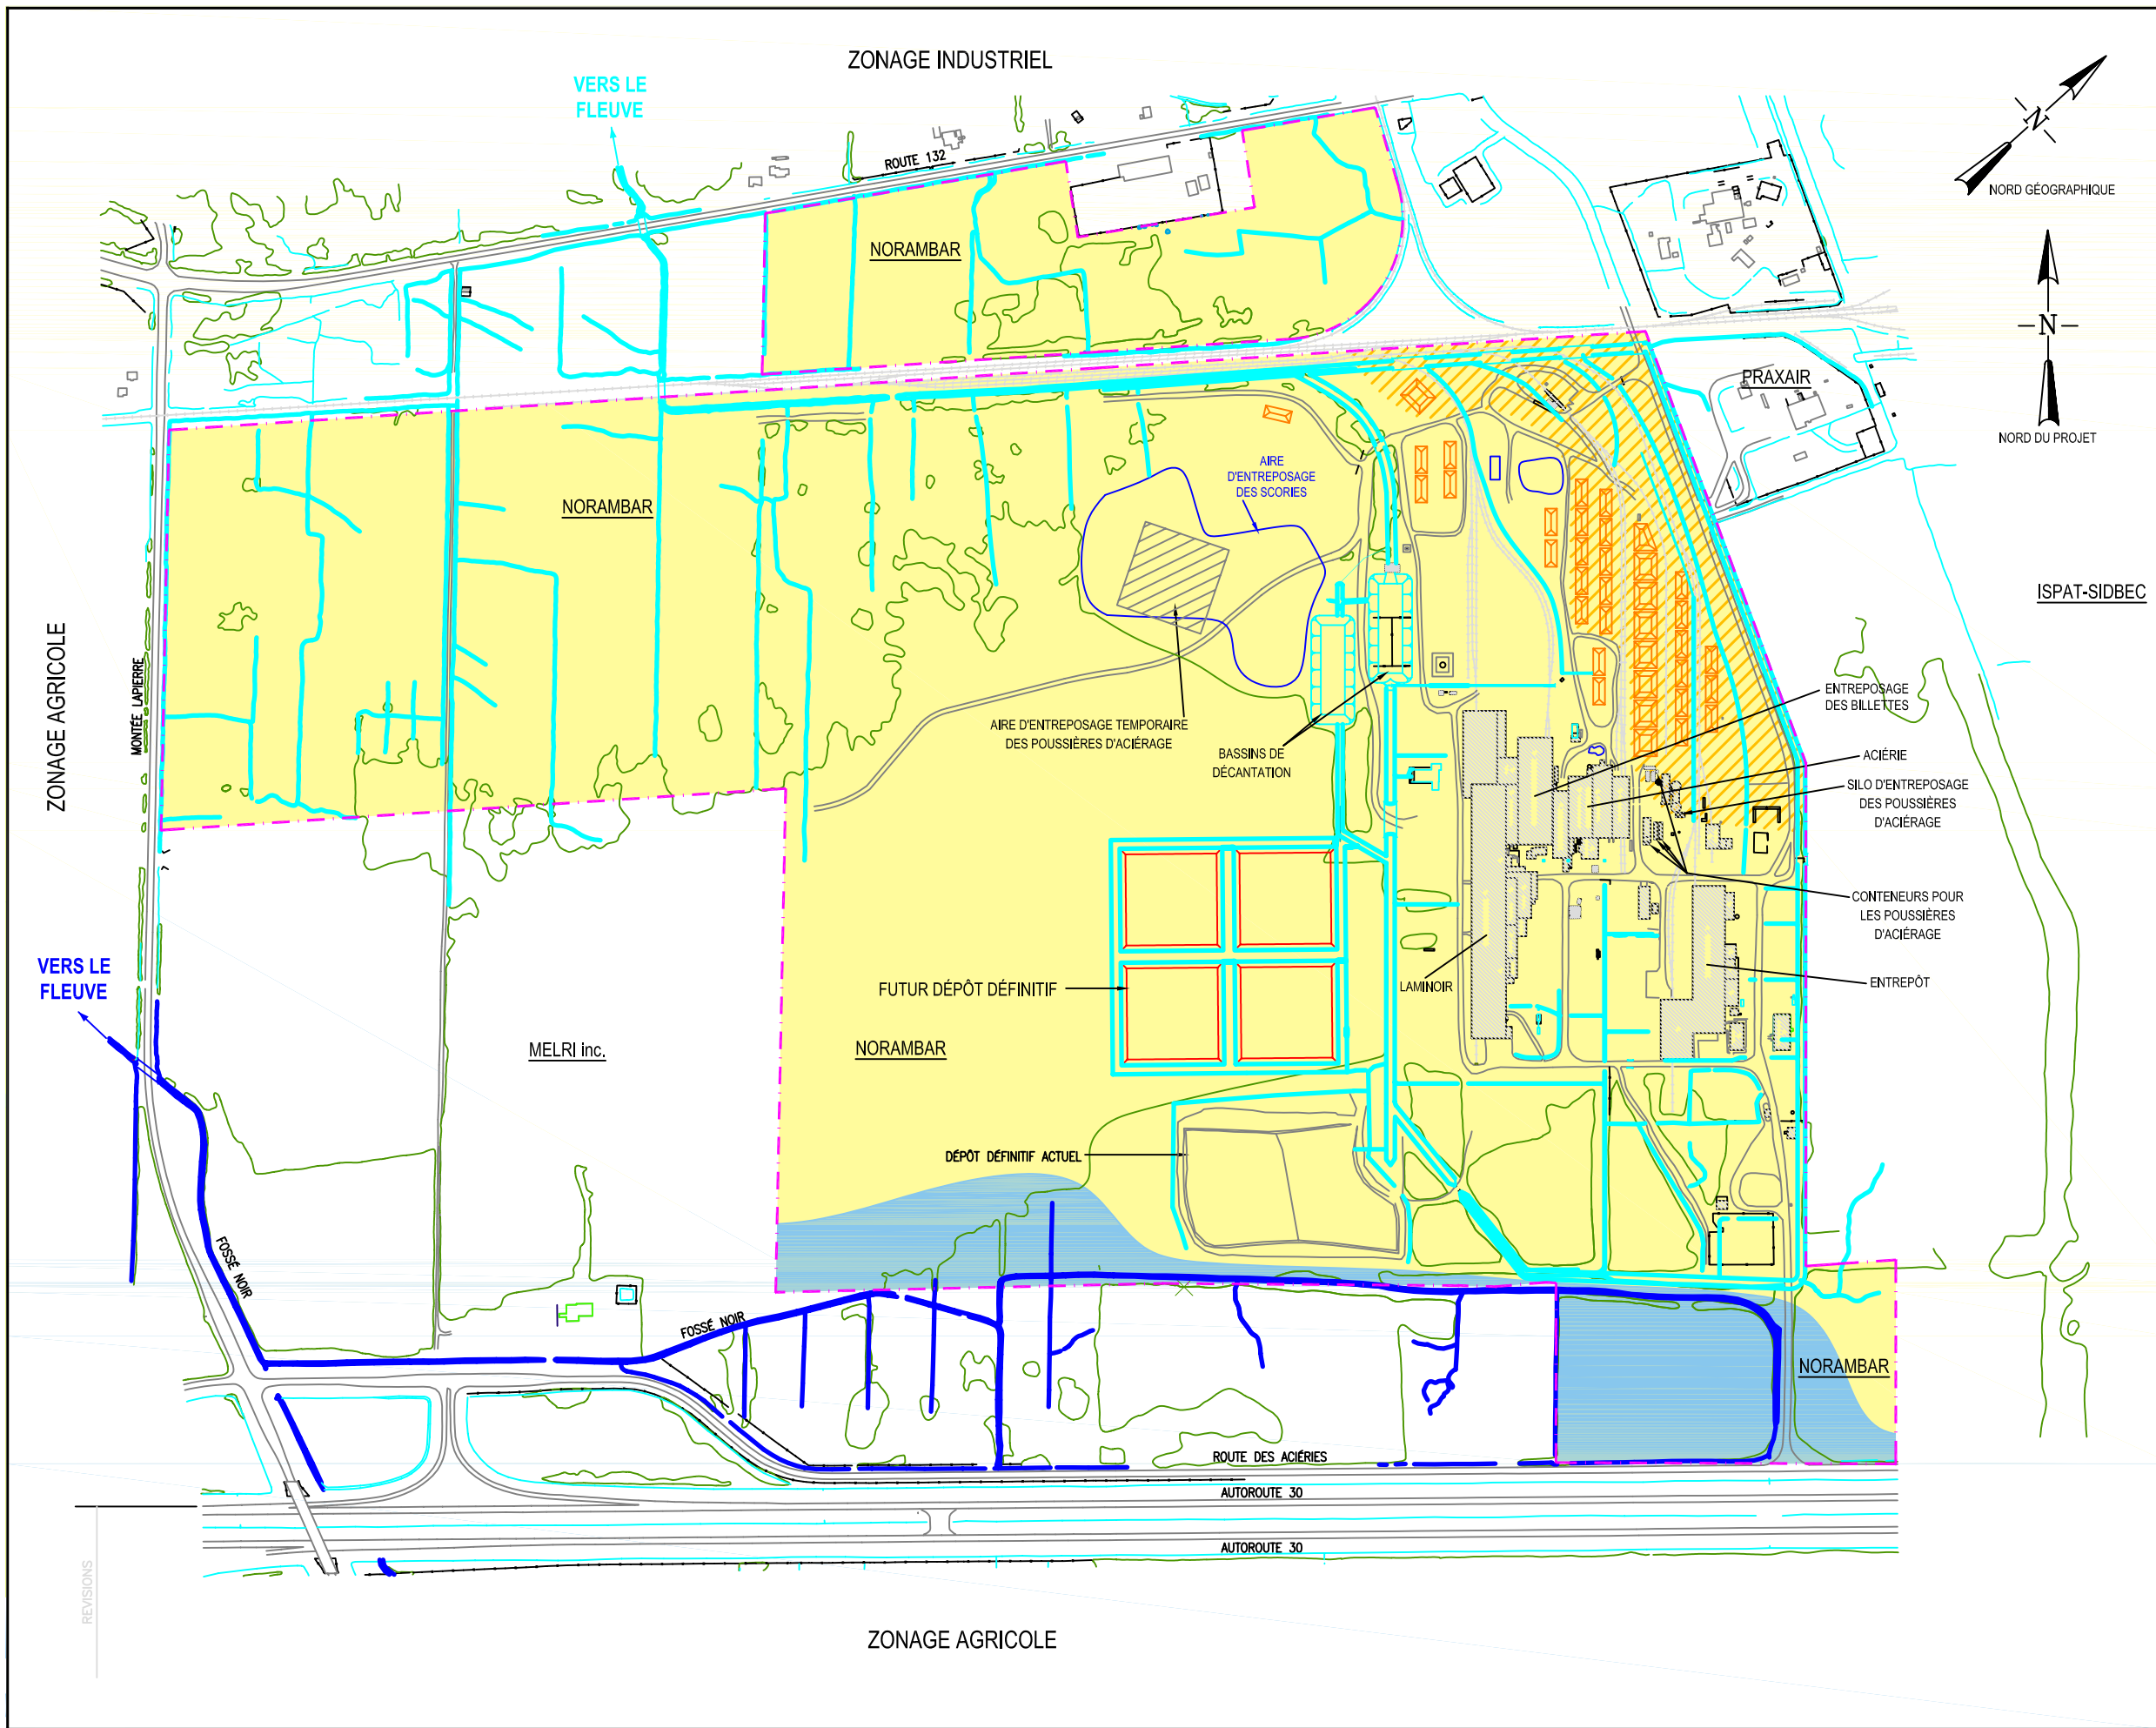 ZONAGE INDUSTRIEL
VERS LE
FLEUVE
ROUTE 132
N
NORD GÉOGRAPHIQUE
NORAMBAR
N
NORD DU PROJET
PRAXAIR
NORAMBAR
AIRE
D'ENTREPOSAGE
DES SCORIES
ISPAT-SIDBEC
ZONAGE AGRICOLE
MONTÉE LAPIERRE
ENTREPOSAGE
DES BILLETTES
AIRE D'ENTREPOSAGE TEMPORAIRE
DES POUSSIÈRES D'ACIÉRAGE
BASSINS DE
DÉCANTATION
ACIÉRIE
SILO D'ENTREPOSAGE
DES POUSSIÈRES
D'ACIÉRAGE
CONTENEURS POUR
LES POUSSIÈRES
D'ACIÉRAGE
VERS LE
FLEUVE
FUTUR DÉPÔT DÉFINITIF
LAMINOIR
ENTREPÔT
MELRI inc.
NORAMBAR
DÉPÔT DÉFINITIF ACTUEL
FOSSÉ NOIR
FOSSÉ NOIR
NORAMBAR
ROUTE DES ACIÉRIES
AUTOROUTE 30
AUTOROUTE 30
REVISIONS
ZONAGE AGRICOLE